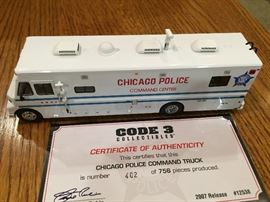 CHICAGO POLICE
COMMAND CENTER
CODE 3
COLLECTIBLES
CERTIFICATE OF AUTHENTICITY
This certifies that this
CHICAGO POLICE COMMAND TRUCK
is number 402 of 756 pieces produced.
2007 Release #12538